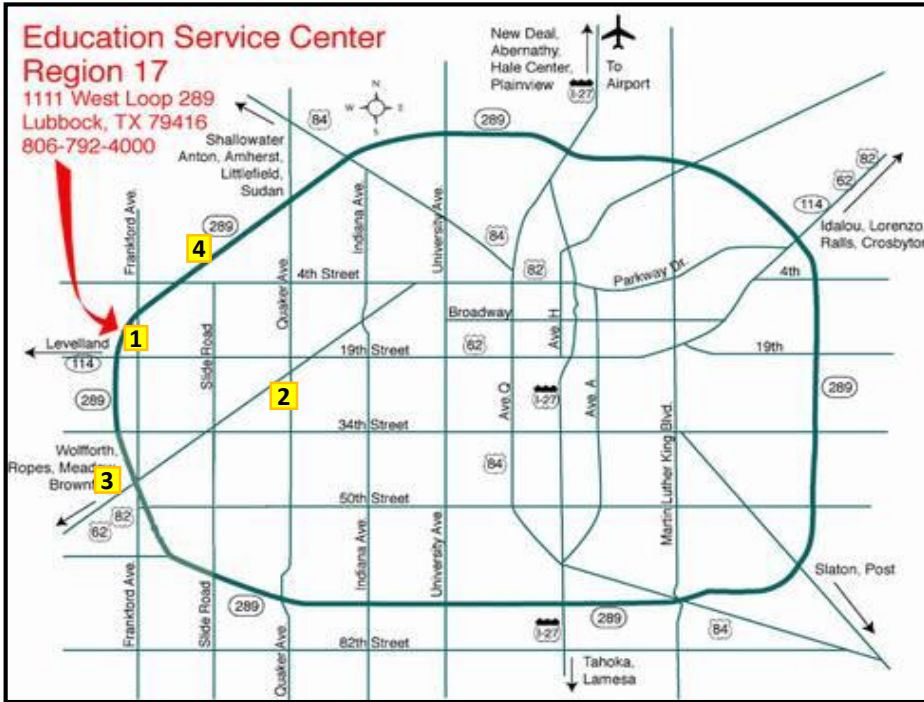 Education Service Center
Region 17
1111 West Loop 289
Lubbock, TX 79416
806-792-4000
New Deal,
Abernathy,
Hale Center,
Plainview
I-27
To
Airport
N
W E
S
84
289
Shallowater
Anton, Amherst,
Littlefield,
Sudan
82
62
114
Idalou, Lorenzo
Ralls, Crosbyton
Frankford Ave.
289
4
Quaker Ave.
Indiana Ave.
University Ave.
84
82
4th Street
Parkway Dr.
4th
Broadway
Ave. H
1
Levelland
114
19th Street
62
19th
Slide Road
289
2
Ave. Q
I-27
Ave. A
289
34th Street
Martin Luther King Blvd.
Wolfforth,
Ropes, Meadow
3
84
50th Street
82
62
Frankford Ave.
Slide Road
Quaker Ave.
Indiana Ave.
University Ave.
Slaton, Post
289
I-27
289
84
82th Street
Tahoka,
Lamesa